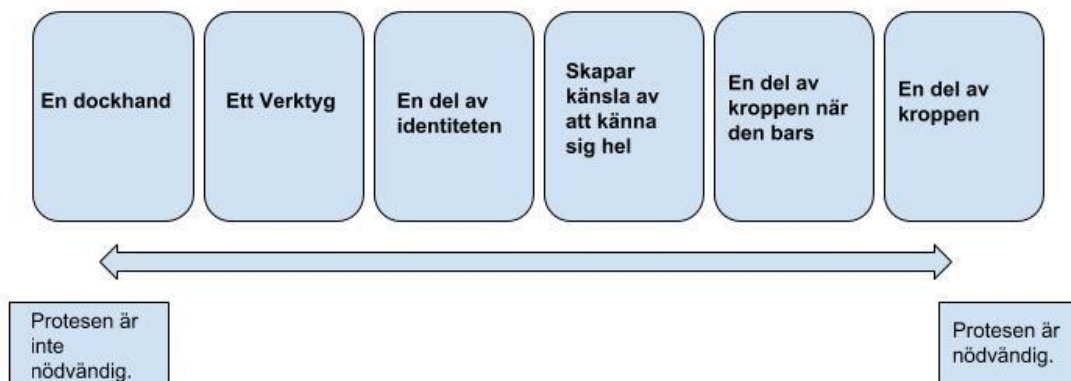 En dockhand
Ett Verktyg
En del av
identiteten
Skapar
känsla av
att känna
sig hel
En del av
kroppen när
den bars
En del av
kroppen
Protesen är
inte
nödvändig.
Protesen är
nödvändig.